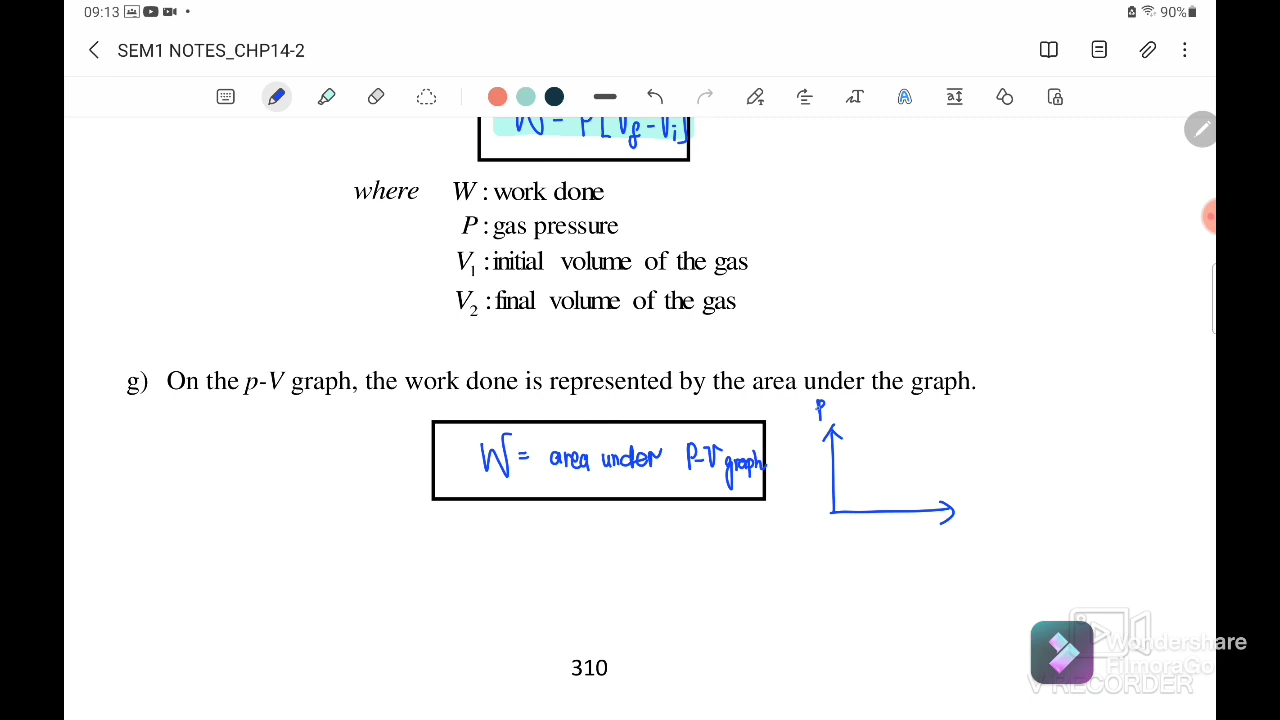 09:13 90%
SEM1 NOTES_CHP14-2
W = P[Vf-Vi]
where W : work done
P : gas pressure
V1 : initial volume of the gas
V2 : final volume of the gas
g) On the p-V graph, the work done is represented by the area under the graph.
P
W = area under P-V graph
310
Wondershare
FilmoraGo
V RECORDER